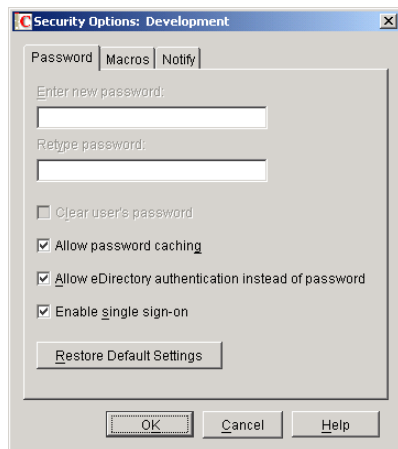 Security Options: Development
Password Macros Notify
Enter new password:
Retype password:
Clear user's password
Allow password caching
Allow eDirectory authentication instead of password
Enable single sign-on
Restore Default Settings
OK Cancel Help